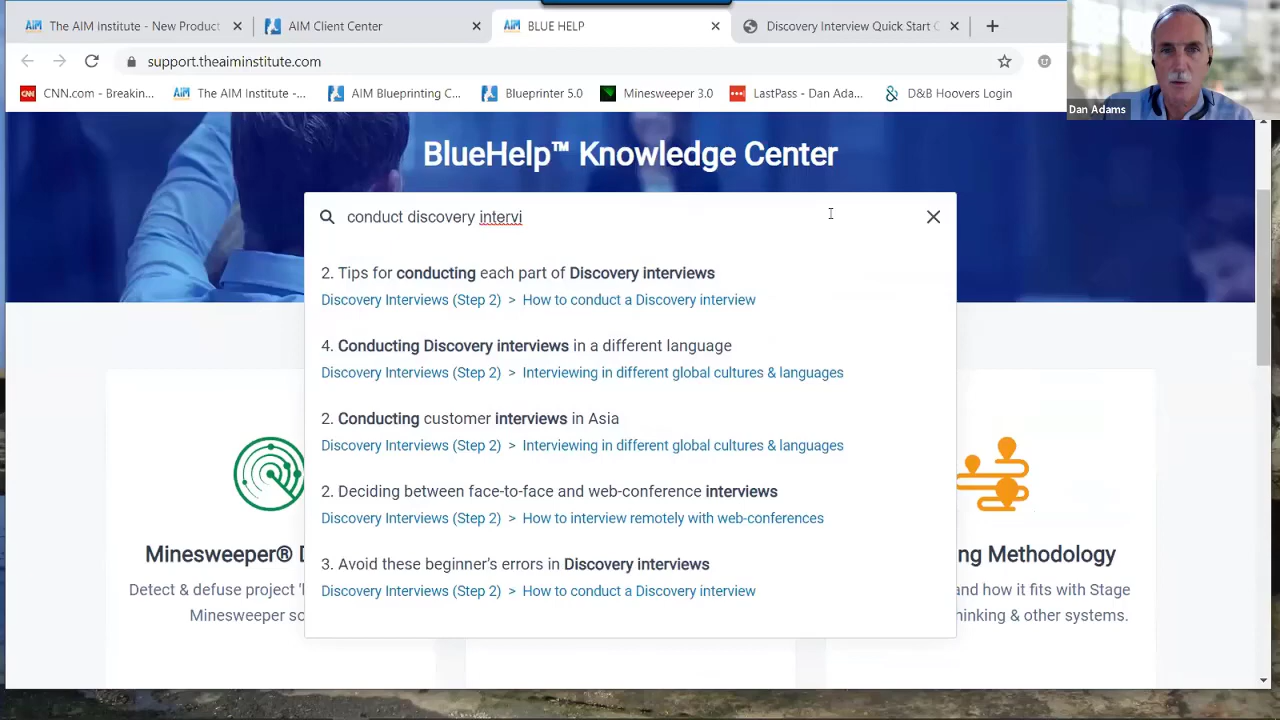 The AIM Institute - New Product
AIM Client Center
BLUE HELP
Discovery Interview Quick Start
support.theaiminstitute.com
CNN.com - Breakin...
The AIM Institute -...
AIM Blueprinting C...
Blueprinter 5.0
Minesweeper 3.0
LastPass - Dan Ada...
D&B Hoovers Login
Dan Adams
BlueHelp™ Knowledge Center
conduct discovery intervi
2. Tips for conducting each part of Discovery interviews
Discovery Interviews (Step 2) > How to conduct a Discovery interview
4. Conducting Discovery interviews in a different language
Discovery Interviews (Step 2) > Interviewing in different global cultures & languages
2. Conducting customer interviews in Asia
Discovery Interviews (Step 2) > Interviewing in different global cultures & languages
2. Deciding between face-to-face and web-conference interviews
Discovery Interviews (Step 2) > How to interview remotely with web-conferences
3. Avoid these beginner's errors in Discovery interviews
Discovery Interviews (Step 2) > How to conduct a Discovery interview
Minesweeper®
ng Methodology
Detect & defuse project
and how it fits with Stage
Minesweeper
hinking & other systems.